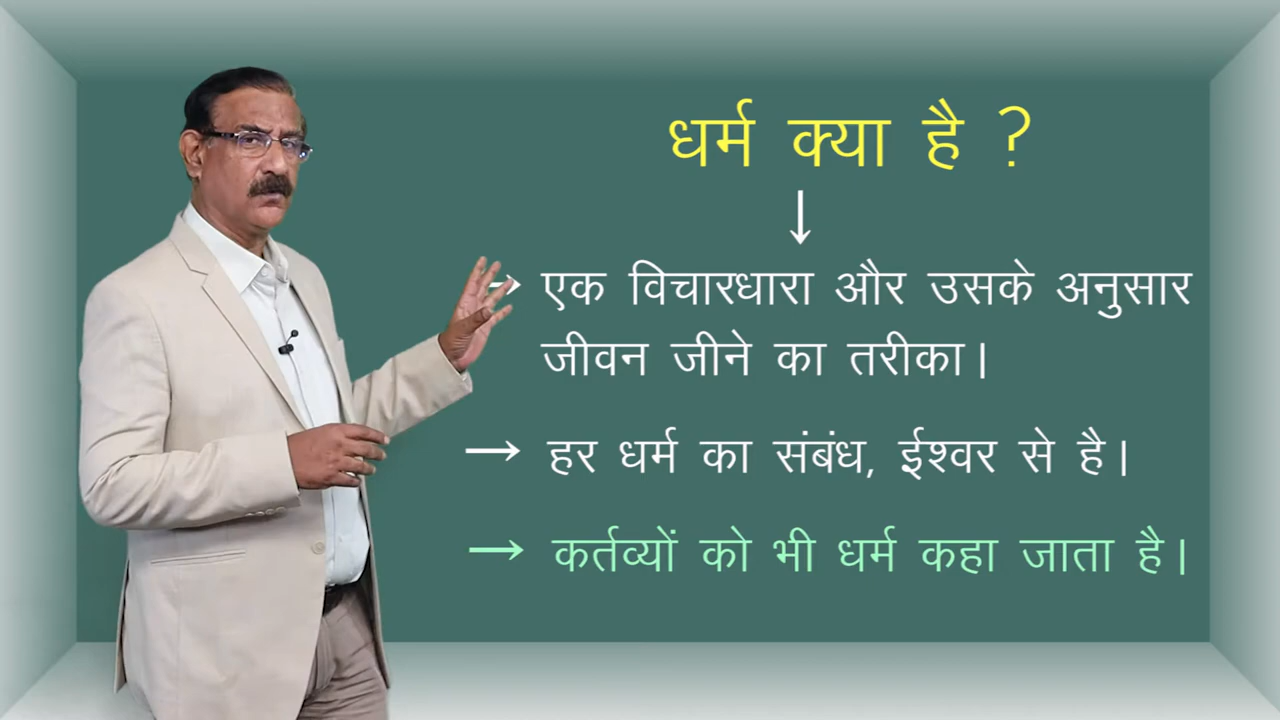 धर्म क्या है ?
↓
→ एक विचारधारा और उसके अनुसार
जीवन जीने का तरीका।
→ हर धर्म का संबंध, ईश्वर से है।
→ कर्तव्यों को भी धर्म कहा जाता है।